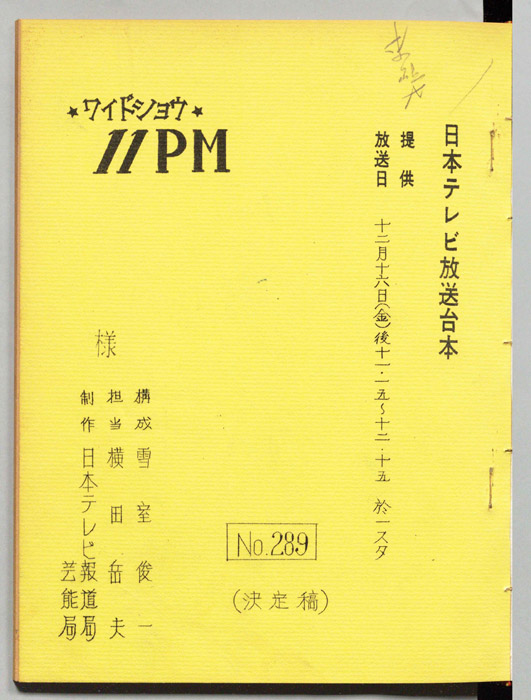 日本テレビ放送台本
提供
放送日 十二月十六日(金)後十一・一五～十二・十五 於一スタ
★ワイドショウ★
11PM
No.289
(決定稿)
構成 雪室俊一
担当 横田岳夫
制作 日本テレビ報道局
芸能局
様